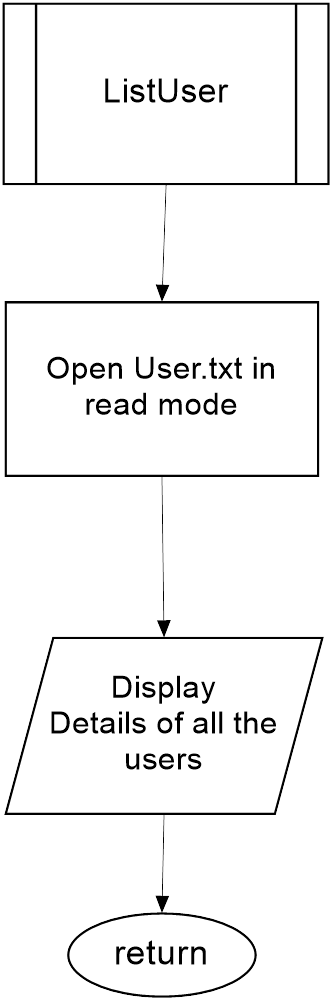 ListUser
Open User.txt in
read mode
Display
Details of all the
users
return